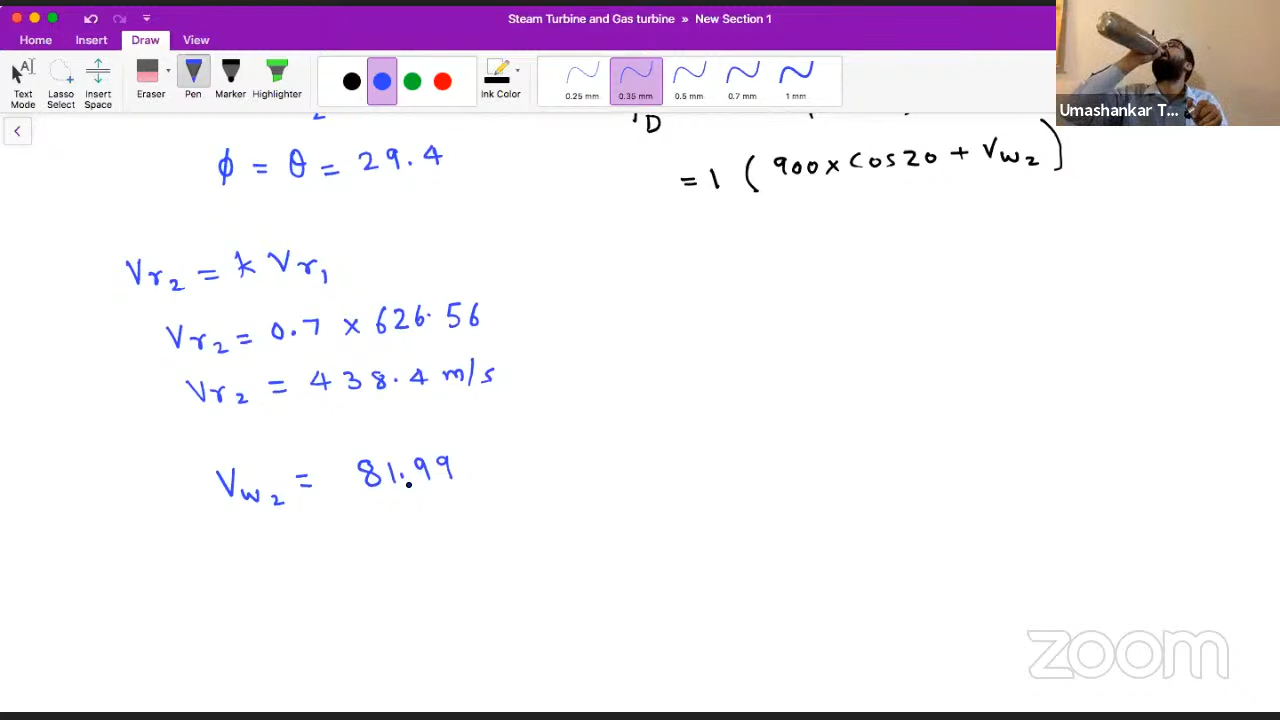 Steam Turbine and Gas turbine » New Section 1
Home Insert Draw View
Text Mode
Lasso Select
Insert Space
Eraser
Pen
Marker
Highlighter
Ink Color
0.25 mm
0.35 mm
0.5 mm
0.7 mm
1 mm
Umashankar T...
D
= 1 ( 900 x cos 20 + Vw2 )
φ = θ = 29.4
Vr2 = k Vr1
Vr2 = 0.7 x 626.56
Vr2 = 438.4 m/s
Vw2 = 81.99
zoom